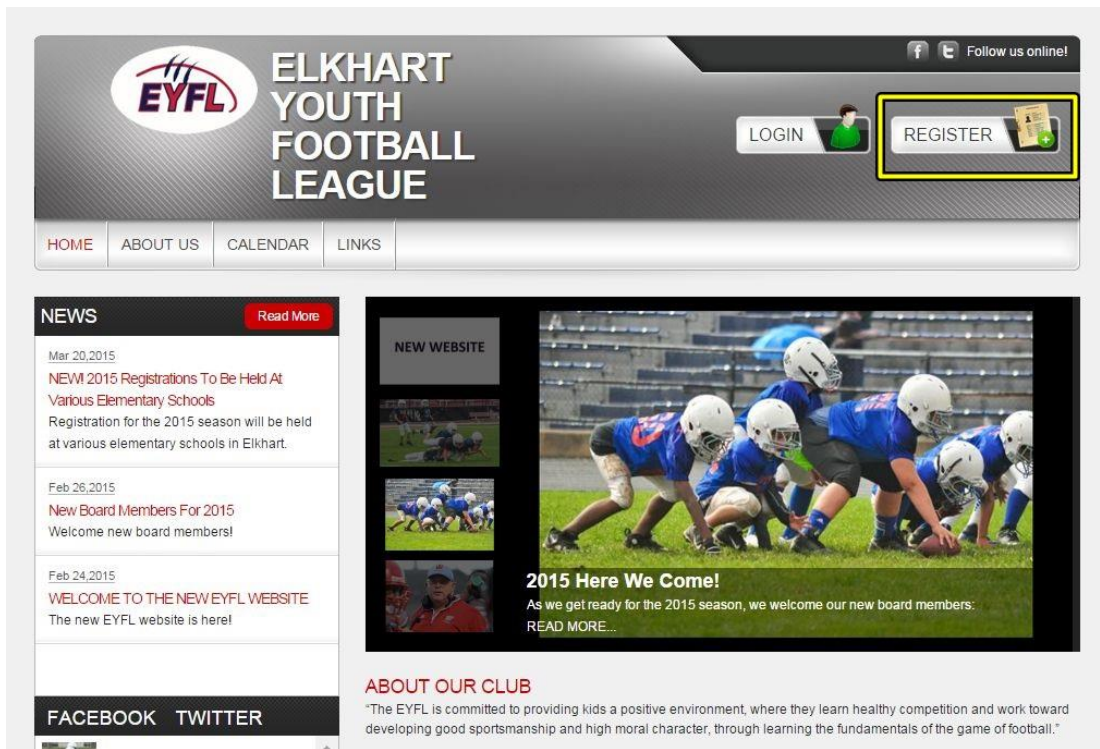 Follow us online!
EYFL
ELKHART
YOUTH
FOOTBALL
LEAGUE
LOGIN
REGISTER
HOME
ABOUT US
CALENDAR
LINKS
NEWS
Read More
Mar 20,2015
NEW! 2015 Registrations To Be Held At
Various Elementary Schools
Registration for the 2015 season will be held
at various elementary schools in Elkhart.
Feb 26,2015
New Board Members For 2015
Welcome new board members!
Feb 24,2015
WELCOME TO THE NEW EYFL WEBSITE
The new EYFL website is here!
FACEBOOK TWITTER
NEW WEBSITE
2015 Here We Come!
As we get ready for the 2015 season, we welcome our new board members:
READ MORE...
ABOUT OUR CLUB
“The EYFL is committed to providing kids a positive environment, where they learn healthy competition and work toward
developing good sportsmanship and high moral character, through learning the fundamentals of the game of football.”